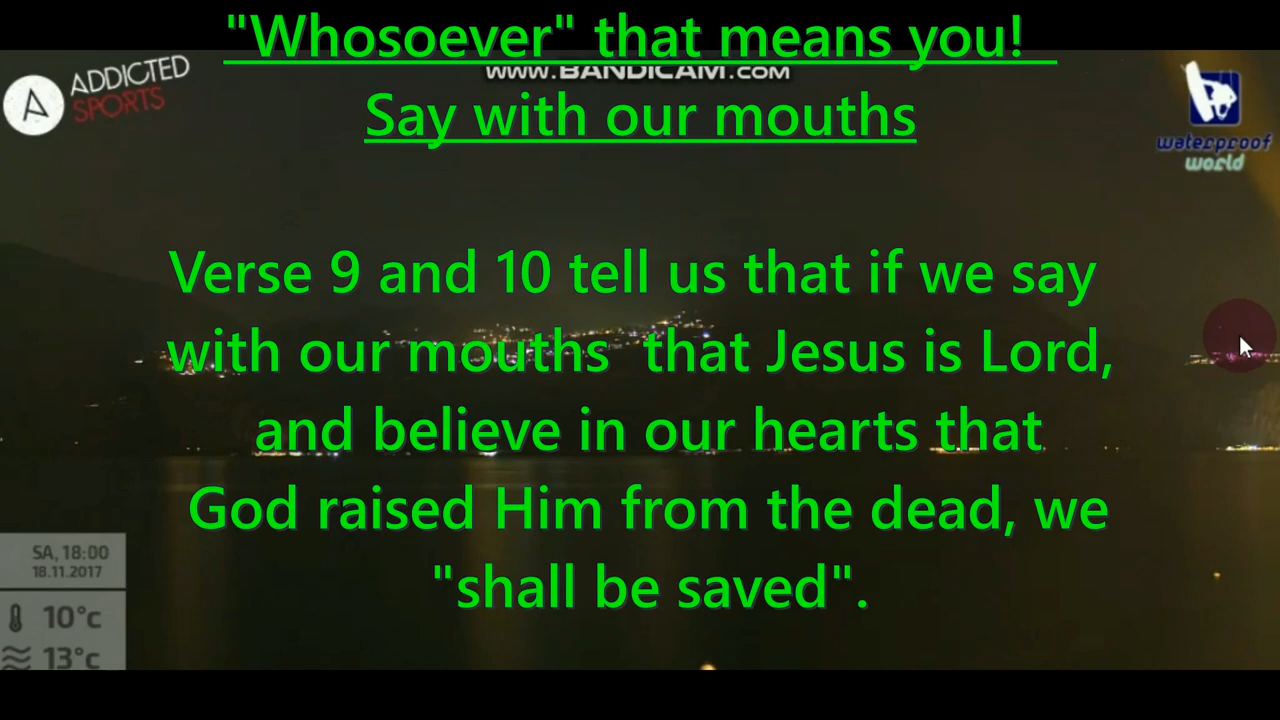 "Whosoever" that means you!
WWW.BANDICAM.COM
ADDICTED
SPORTS
Say with our mouths
waterproof
world
Verse 9 and 10 tell us that if we say
with our mouths that Jesus is Lord,
and believe in our hearts that
God raised Him from the dead, we
"shall be saved".
SA, 18:00
18.11.2017
10°c
13°c